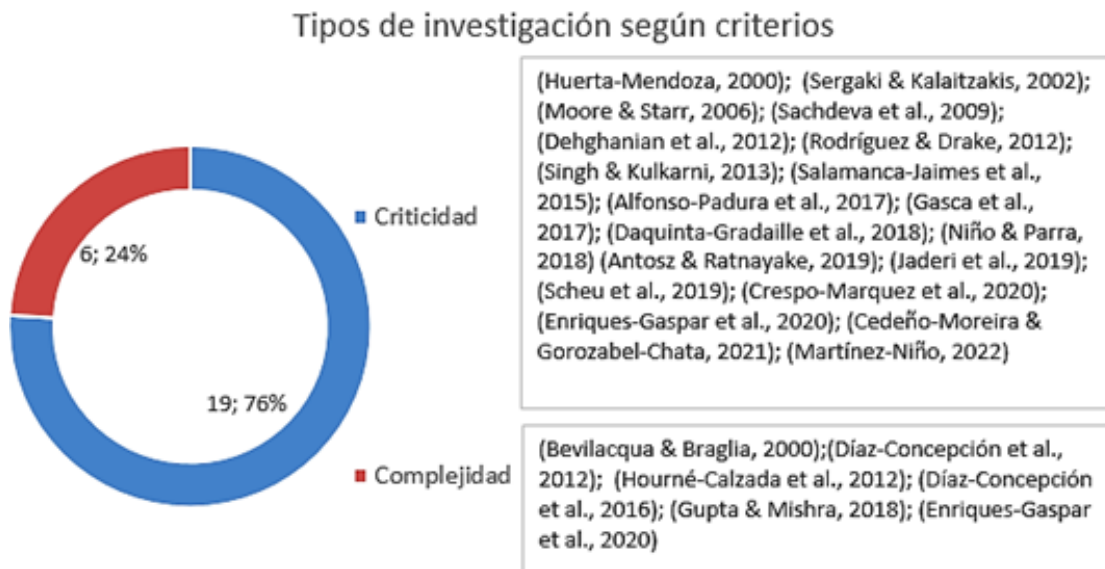 Tipos de investigación según criterios
6; 24%
19; 76%
Criticidad
Complejidad
(Huerta-Mendoza, 2000);  (Sergaki & Kalaitzakis, 2002);
(Moore & Starr, 2006); (Sachdeva et al., 2009);
(Dehghanian et al., 2012); (Rodríguez & Drake, 2012);
(Singh & Kulkarni, 2013); (Salamanca-Jaimes et al.,
2015); (Alfonso-Padura et al., 2017); (Gasca et al.,
2017); (Daquinta-Gradaille et al., 2018); (Niño & Parra,
2018) (Antosz & Ratnayake, 2019); (Jaderi et al., 2019);
(Scheu et al., 2019); (Crespo-Marquez et al., 2020);
(Enriques-Gaspar et al., 2020); (Cedeño-Moreira &
Gorozabel-Chata, 2021); (Martínez-Niño, 2022)
(Bevilacqua & Braglia, 2000);(Díaz-Concepción et al.,
2012);  (Hourné-Calzada et al., 2012); (Díaz-Concepción
et al., 2016); (Gupta & Mishra, 2018); (Enriques-Gaspar
et al., 2020)